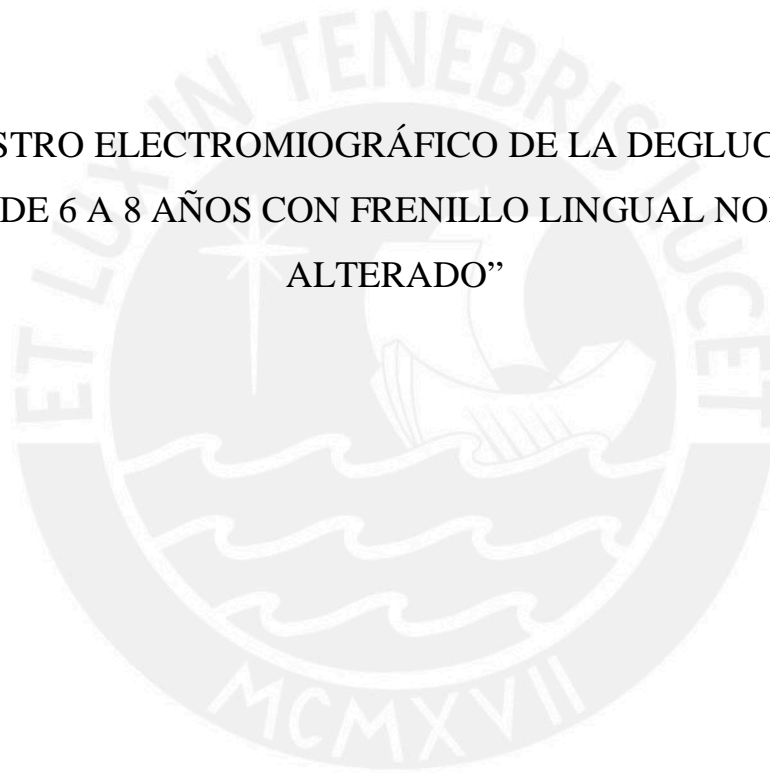 STRO ELECTROMIOGRÁFICO DE LA DEGLUC
DE 6 A 8 AÑOS CON FRENILLO LINGUAL NO
ALTERADO”
ET LUX IN TENEBRIS LUCET
MCMXVII